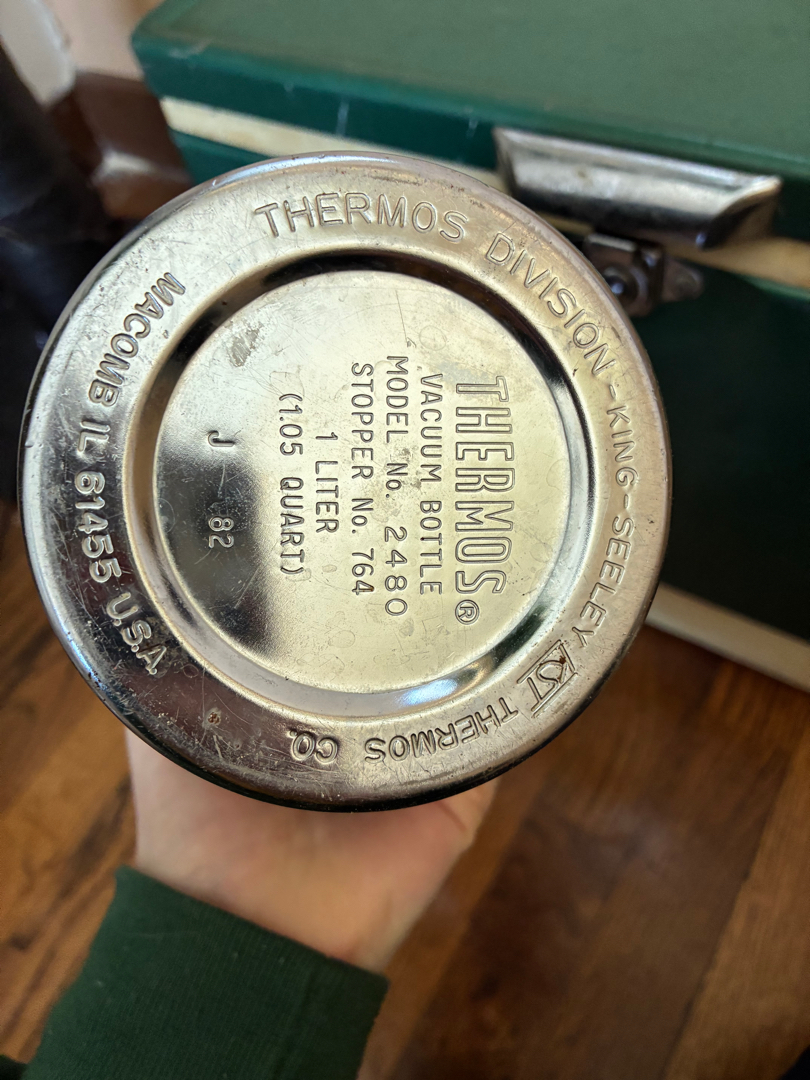 THERMOS DIVISION-KING-SEELEY KST THERMOS CO.
MACOMB IL 61455 U.S.A.
THERMOS®
VACUUM BOTTLE
MODEL No. 2480
STOPPER No. 764
1 LITER
(1.05 QUART)
J 82